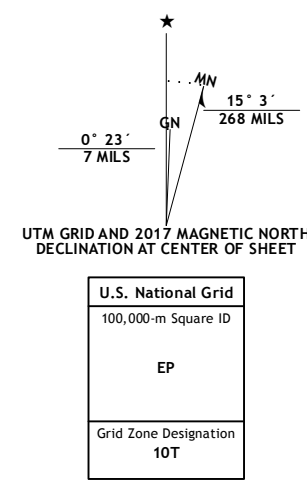 ★
MN
GN
15° 3´
268 MILS
0° 23´
7 MILS
UTM GRID AND 2017 MAGNETIC NORTH
DECLINATION AT CENTER OF SHEET
U.S. National Grid
100,000-m Square ID
EP
Grid Zone Designation
10T